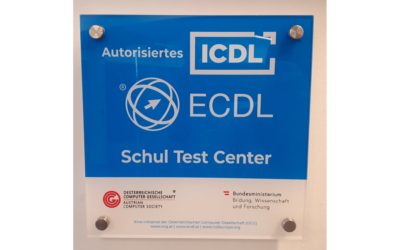 Autorisiertes ICDL
® ECDL
Schul Test Center
OESTERREICHISCHE
COMPUTER GESELLSCHAFT
AUSTRIAN
COMPUTER SOCIETY
Bundesministerium
Bildung, Wissenschaft
und Forschung